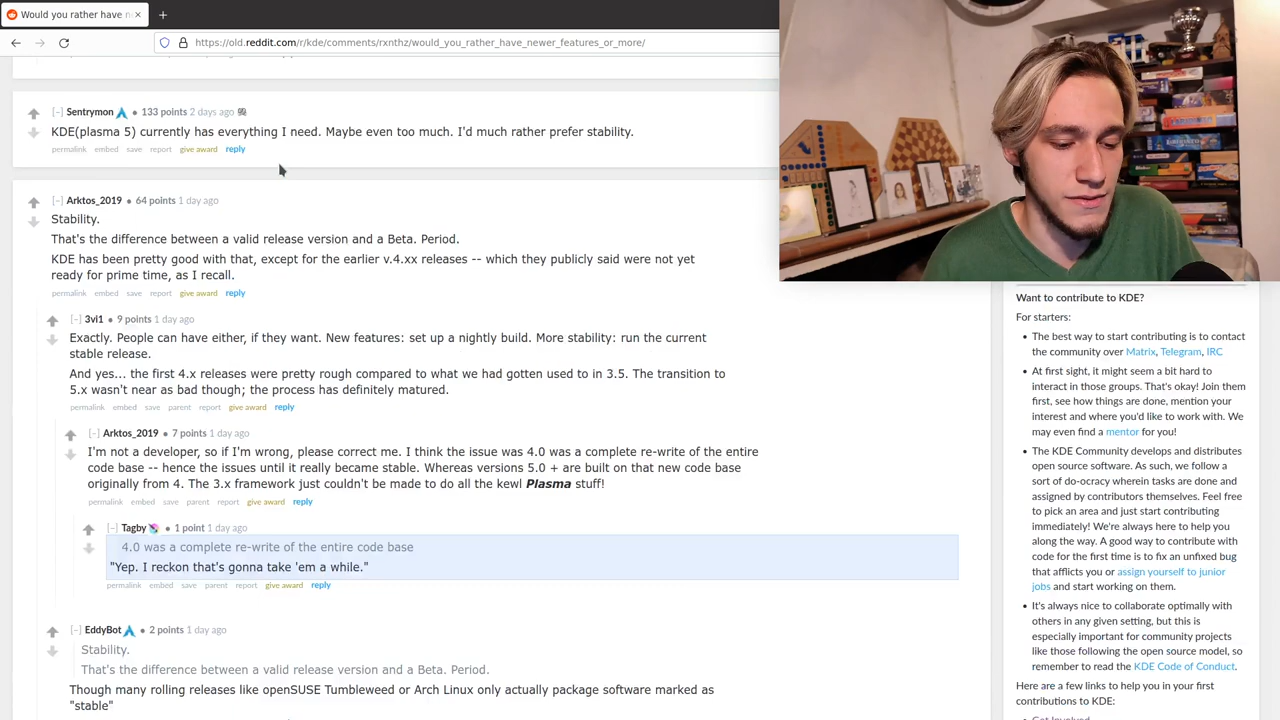 Would you rather have n
https://old.reddit.com/r/kde/comments/rxnthz/would_you_rather_have_newer_features_or_more/
[–] Sentrymon • 133 points 2 days ago
KDE(plasma 5) currently has everything I need. Maybe even too much. I'd much rather prefer stability.
permalink embed save report give award reply
[–] Arktos_2019 • 64 points 1 day ago
Stability.
That's the difference between a valid release version and a Beta. Period.
KDE has been pretty good with that, except for the earlier v.4.xx releases -- which they publicly said were not yet
ready for prime time, as I recall.
permalink embed save report give award reply
[–] 3vi1 • 9 points 1 day ago
Exactly. People can have either, if they want. New features: set up a nightly build. More stability: run the current
stable release.
And yes... the first 4.x releases were pretty rough compared to what we had gotten used to in 3.5. The transition to
5.x wasn't near as bad though; the process has definitely matured.
permalink embed save parent report give award reply
[–] Arktos_2019 • 7 points 1 day ago
I'm not a developer, so if I'm wrong, please correct me. I think the issue was 4.0 was a complete re-write of the entire
code base -- hence the issues until it really became stable. Whereas versions 5.0 + are built on that new code base
originally from 4. The 3.x framework just couldn't be made to do all the kewl Plasma stuff!
permalink embed save parent report give award reply
[–] Tagby • 1 point 1 day ago
4.0 was a complete re-write of the entire code base
"Yep. I reckon that's gonna take 'em a while."
permalink embed save parent report give award reply
[–] EddyBot • 2 points 1 day ago
Stability.
That's the difference between a valid release version and a Beta. Period.
Though many rolling releases like openSUSE Tumbleweed or Arch Linux only actually package software marked as
"stable"
Want to contribute to KDE?
For starters:
• The best way to start contributing is to contact
the community over Matrix, Telegram, IRC
• At first sight, it might seem a bit hard to
interact in those groups. That's okay! Join them
first, see how things are done, mention your
interest and where you'd like to work with. We
may even find a mentor for you!
• The KDE Community develops and distributes
open source software. As such, we follow a
sort of do-ocracy wherein tasks are done and
assigned by contributors themselves. Feel free
to pick an area and just start contributing
immediately! We're always here to help you
along the way. A good way to contribute with
code for the first time is to fix an unfixed bug
that afflicts you or assign yourself to junior
jobs and start working on them.
• It's always nice to collaborate optimally with
others in any given setting, but this is
especially important for community projects
like those following the open source model, so
remember to read the KDE Code of Conduct.
Here are a few links to help you in your first
contributions to KDE:
• Get Involved